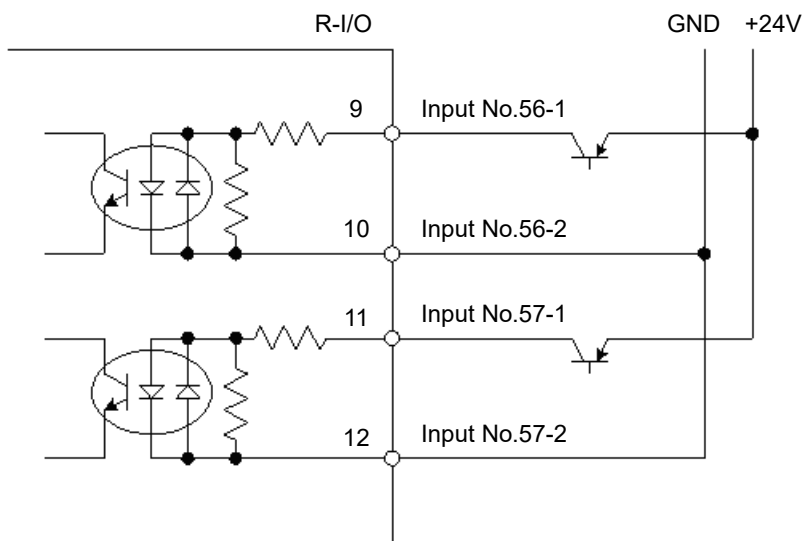 R-I/O GND +24V
9 Input No.56-1
10 Input No.56-2
11 Input No.57-1
12 Input No.57-2